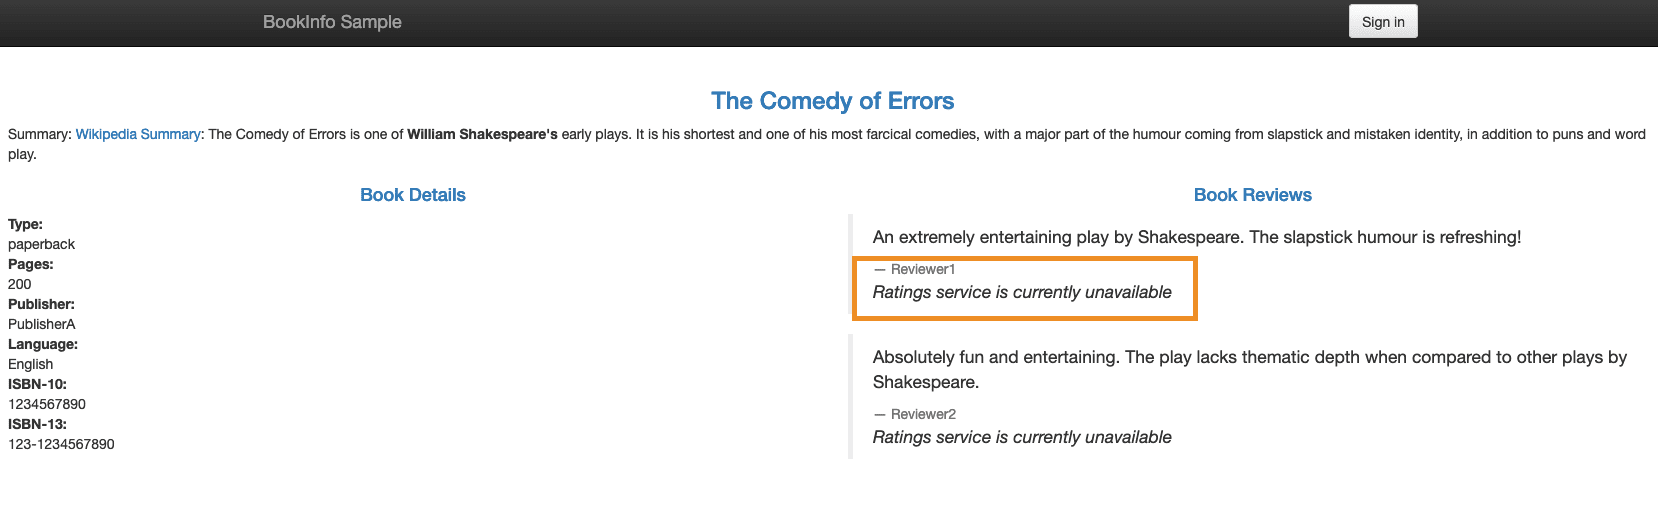 BookInfo Sample
Sign in
The Comedy of Errors
Summary: Wikipedia Summary: The Comedy of Errors is one of William Shakespeare's early plays. It is his shortest and one of his most farcical comedies, with a major part of the humour coming from slapstick and mistaken identity, in addition to puns and word
play.
Book Details
Type:
paperback
Pages:
200
Publisher:
PublisherA
Language:
English
ISBN-10:
1234567890
ISBN-13:
123-1234567890
Book Reviews
An extremely entertaining play by Shakespeare. The slapstick humour is refreshing!
— Reviewer1
Ratings service is currently unavailable
Absolutely fun and entertaining. The play lacks thematic depth when compared to other plays by
Shakespeare.
— Reviewer2
Ratings service is currently unavailable